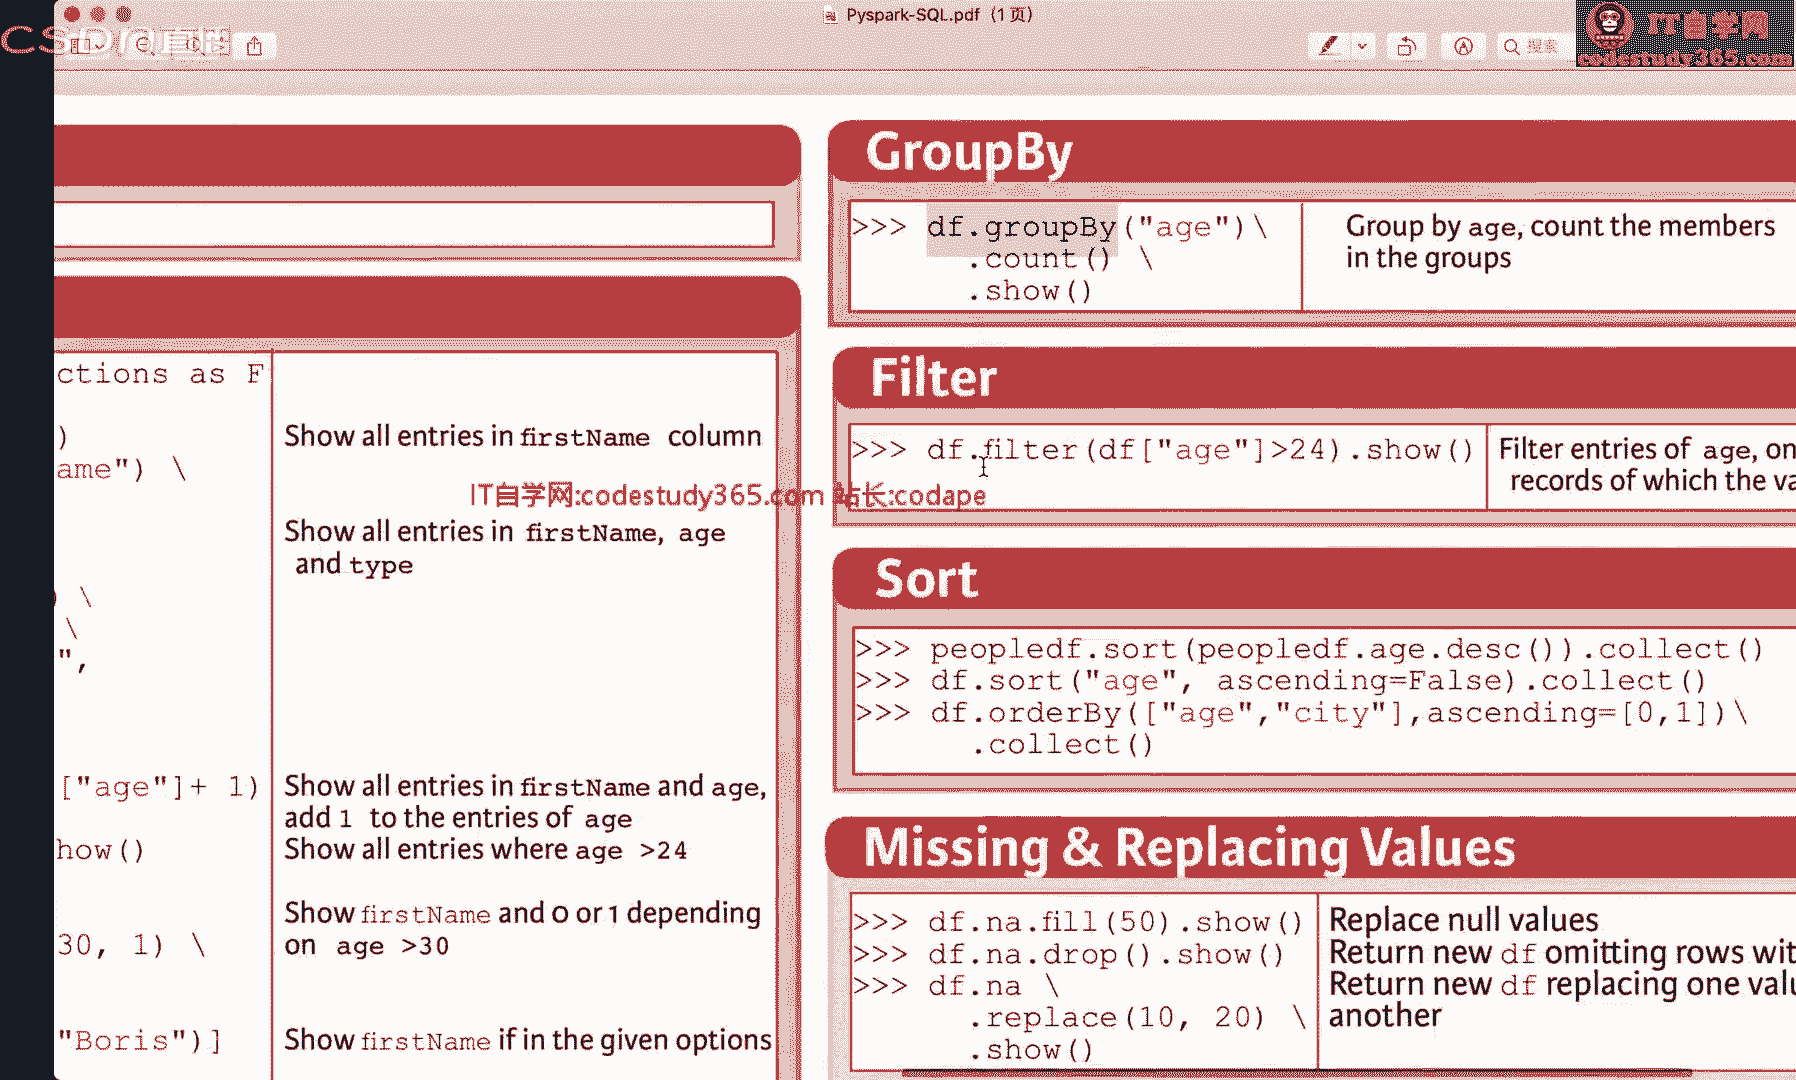 Pyspark-SQL.pdf (1 页)
搜索
IT自学网
codestudy365.com
ctions as F
)
Show all entries in firstName column
ame") \
Show all entries in firstName, age
and type
) \
\
",
["age"]+ 1)
Show all entries in firstName and age,
add 1 to the entries of age
how()
Show all entries where age >24
Show firstName and 0 or 1 depending
30, 1) \
on age >30
"Boris")]
Show firstName if in the given options
IT自学网:codestudy365.com 站长:codape
GroupBy
>>> df.groupBy("age")\
.count() \
.show()
Group by age, count the members
in the groups
Filter
>>> df.filter(df["age"]>24).show()
Filter entries of age, on
records of which the va
Sort
>>> peopledf.sort(peopledf.age.desc()).collect()
>>> df.sort("age", ascending=False).collect()
>>> df.orderBy(["age","city"],ascending=[0,1])\
.collect()
Missing & Replacing Values
>>> df.na.fill(50).show()
Replace null values
>>> df.na.drop().show()
Return new df omitting rows wit
>>> df.na \
Return new df replacing one valu
.replace(10, 20) \
another
.show()